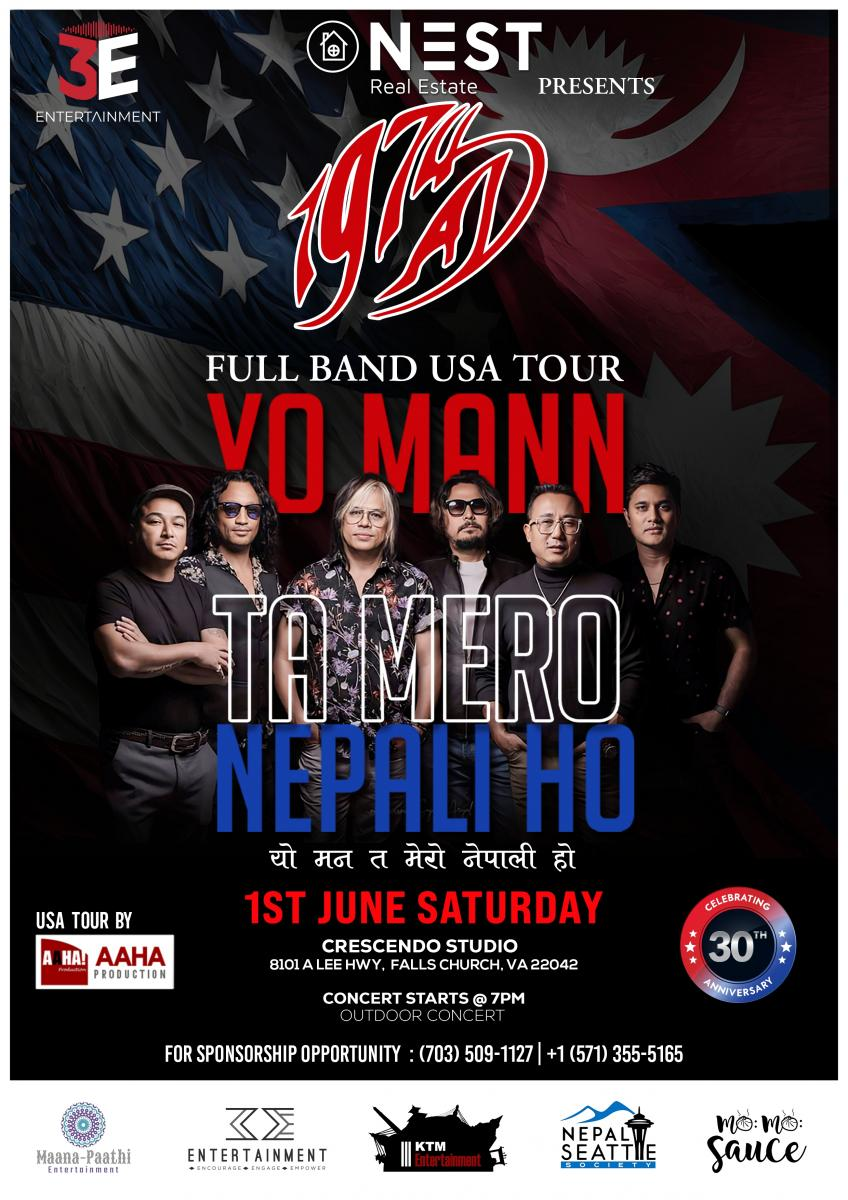 3E
ENTERTAINMENT
NEST
Real Estate
PRESENTS
1974 AD
FULL BAND USA TOUR
YO MANN
TA MERO
NEPALI HO
यो मन त मेरो नेपाली हो
1ST JUNE SATURDAY
USA TOUR BY
AAHA!
Production
AAHA
PRODUCTION
CRESCENDO STUDIO
8101 A LEE HWY, FALLS CHURCH, VA 22042
CELEBRATING
30TH
ANNIVERSARY
CONCERT STARTS @ 7PM
OUTDOOR CONCERT
FOR SPONSORSHIP OPPORTUNITY : (703) 509-1127 | +1 (571) 355-5165
Maana-Paathi
Entertainment
ENTERTAINMENT
ENCOURAGE ENGAGE EMPOWER
KTM
Entertainment
NEPAL
SEATTLE
SOCIETY
MO:MO:
Sauce